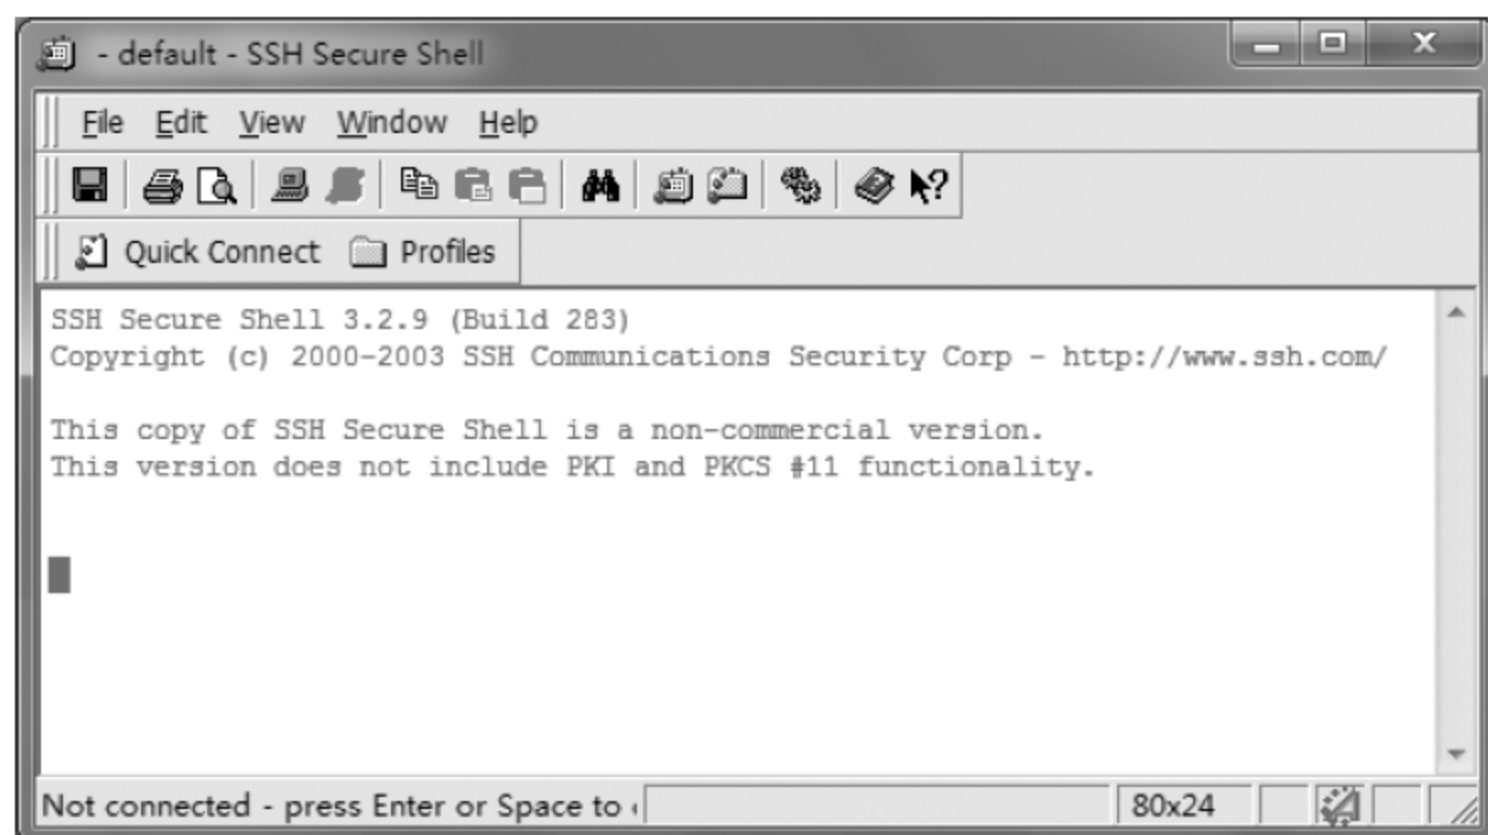 - default - SSH Secure Shell
File Edit View Window Help
Quick Connect Profiles
SSH Secure Shell 3.2.9 (Build 283)
Copyright (c) 2000-2003 SSH Communications Security Corp - http://www.ssh.com/
This copy of SSH Secure Shell is a non-commercial version.
This version does not include PKI and PKCS #11 functionality.
Not connected - press Enter or Space to
80x24